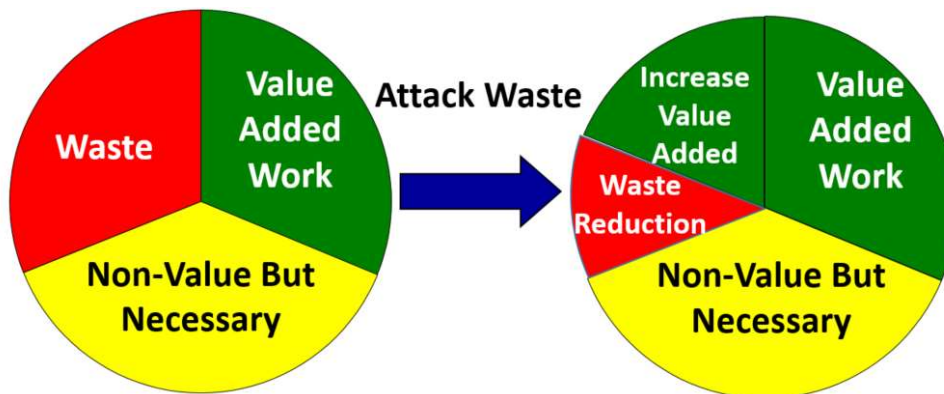 Waste
Value
Added
Work
Non-Value But
Necessary
Attack Waste
Increase
Value
Added
Waste
Reduction
Value
Added
Work
Non-Value But
Necessary